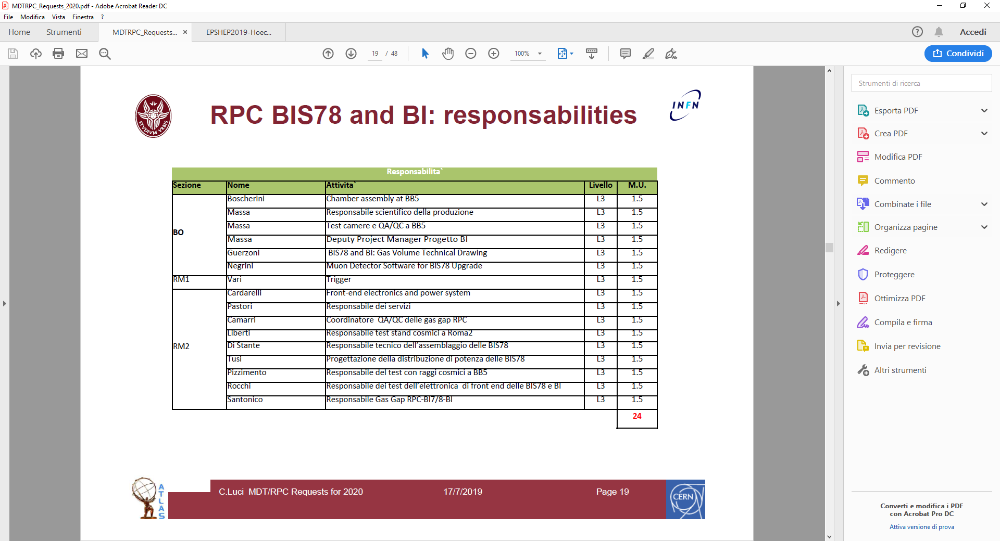 MDTRPC_Requests_2020.pdf - Adobe Acrobat Reader DC
File Modifica Vista Finestra ?
Home Strumenti MDTRPC_Requests... × EPSHEP2019-Hoec... ? Accedi
19 / 48 100% Condividi
Strumenti di ricerca
Esporta PDF
Crea PDF
Modifica PDF
Commento
Combinate i file
Organizza pagine
Redigere
Proteggere
Ottimizza PDF
Compila e firma
Invia per revisione
Altri strumenti
Converti e modifica i PDF
con Acrobat Pro DC
Attiva versione di prova
STVDIVM VRBIS
RPC BIS78 and BI: responsabilities
INFN
Responsabilita`
Sezione Nome Attivita` Livello M.U.
BO
Boscherini Chamber assembly at BB5 L3 1.5
Massa Responsabile scientifico della produzione L3 1.5
Massa Test camere e QA/QC a BB5 L3 1.5
Massa Deputy Project Manager Progetto BI L3 1.5
Guerzoni BIS78 and BI: Gas Volume Technical Drawing L3 1.5
Negrini Muon Detector Software for BIS78 Upgrade L3 1.5
RM1 Vari Trigger L3 1.5
RM2
Cardarelli Front-end electronics and power system L3 1.5
Pastori Responsabile dei servizi L3 1.5
Camarri Coordinatore QA/QC delle gas gap RPC L3 1.5
Liberti Responsabile test stand cosmici a Roma2 L3 1.5
Di Stante Responsabile tecnico dell’assemblaggio delle BIS78 L3 1.5
Tusi Progettazione della distribuzione di potenza delle BIS78 L3 1.5
Pizzimento Responsabile del test con raggi cosmici a BB5 L3 1.5
Rocchi Responsabile dei test dell’elettronica di front end delle BIS78 e BI L3 1.5
Santonico Responsabile Gas Gap RPC-BI7/8-BI L3 1.5
24
ATLAS
C.Luci MDT/RPC Requests for 2020 17/7/2019 Page 19
CERN